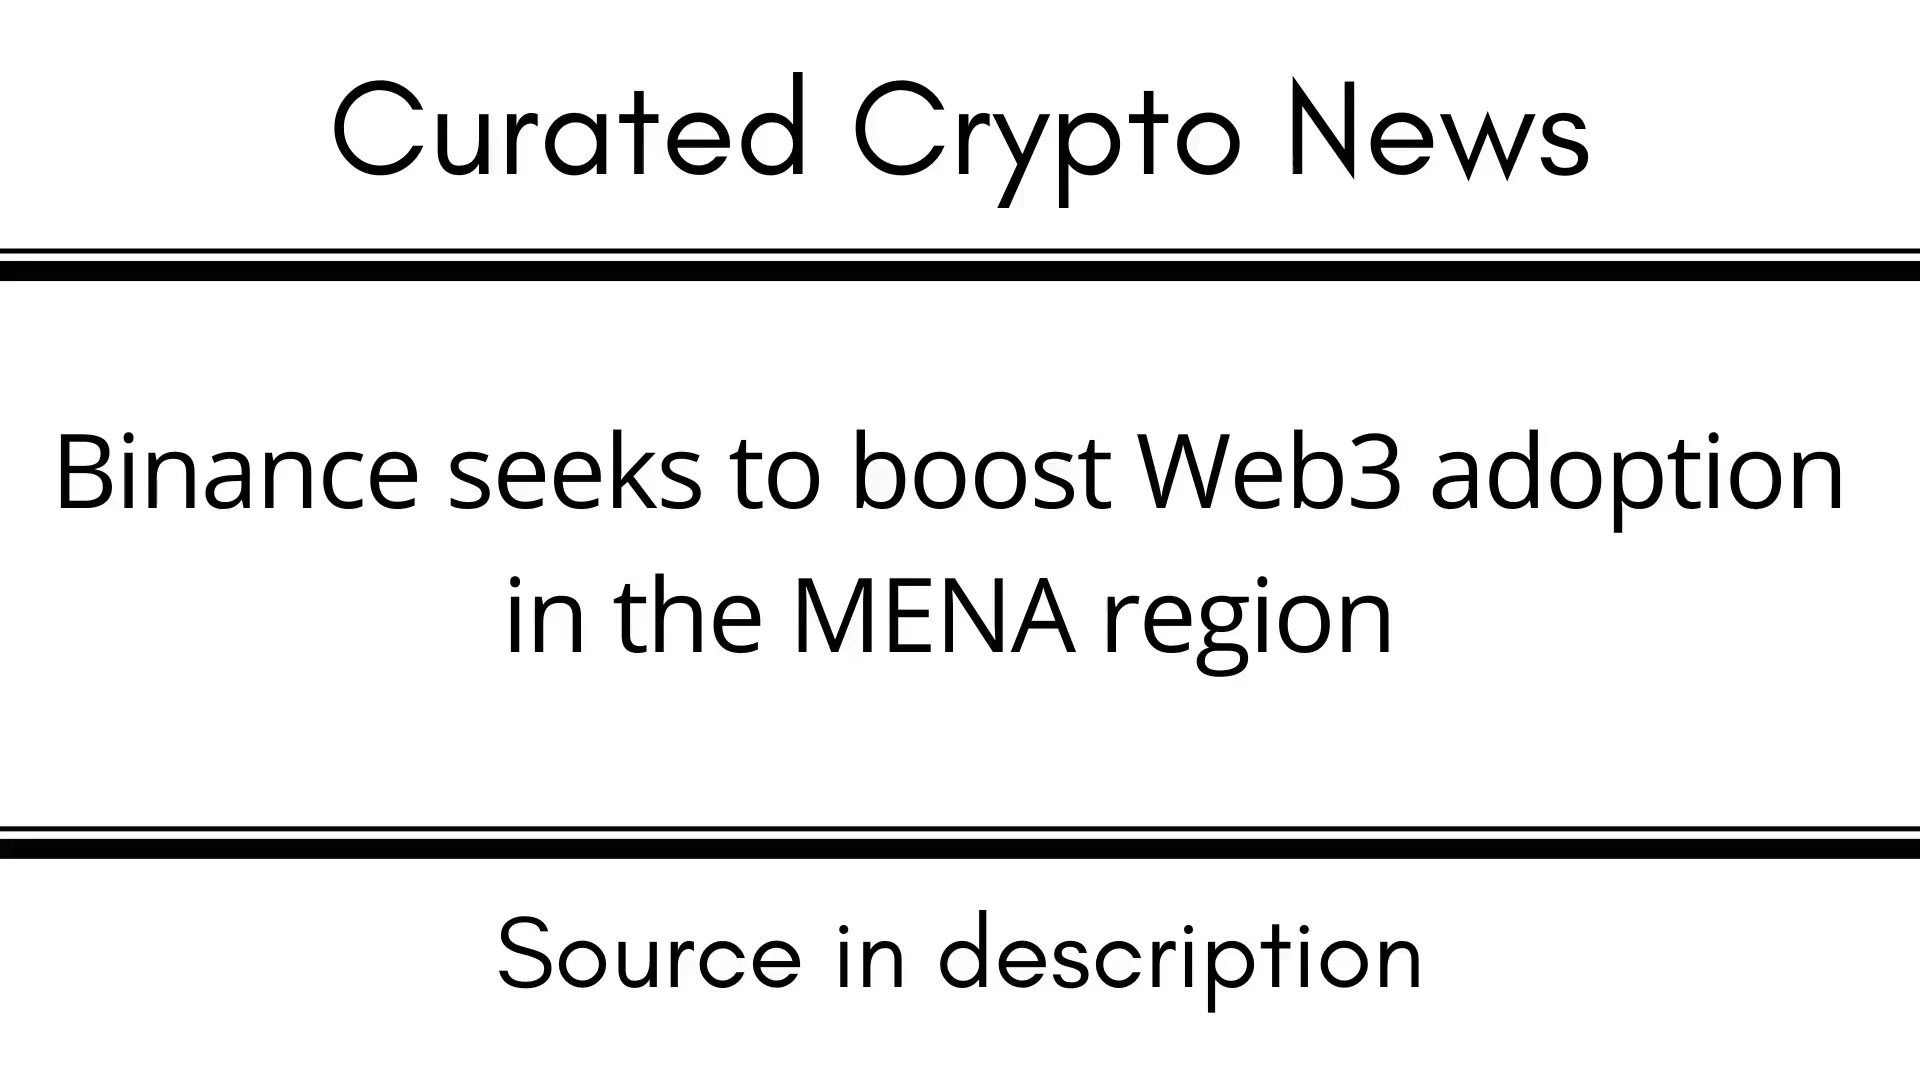 Curated Crypto News
Binance seeks to boost Web3 adoption
in the MENA region
Source in description